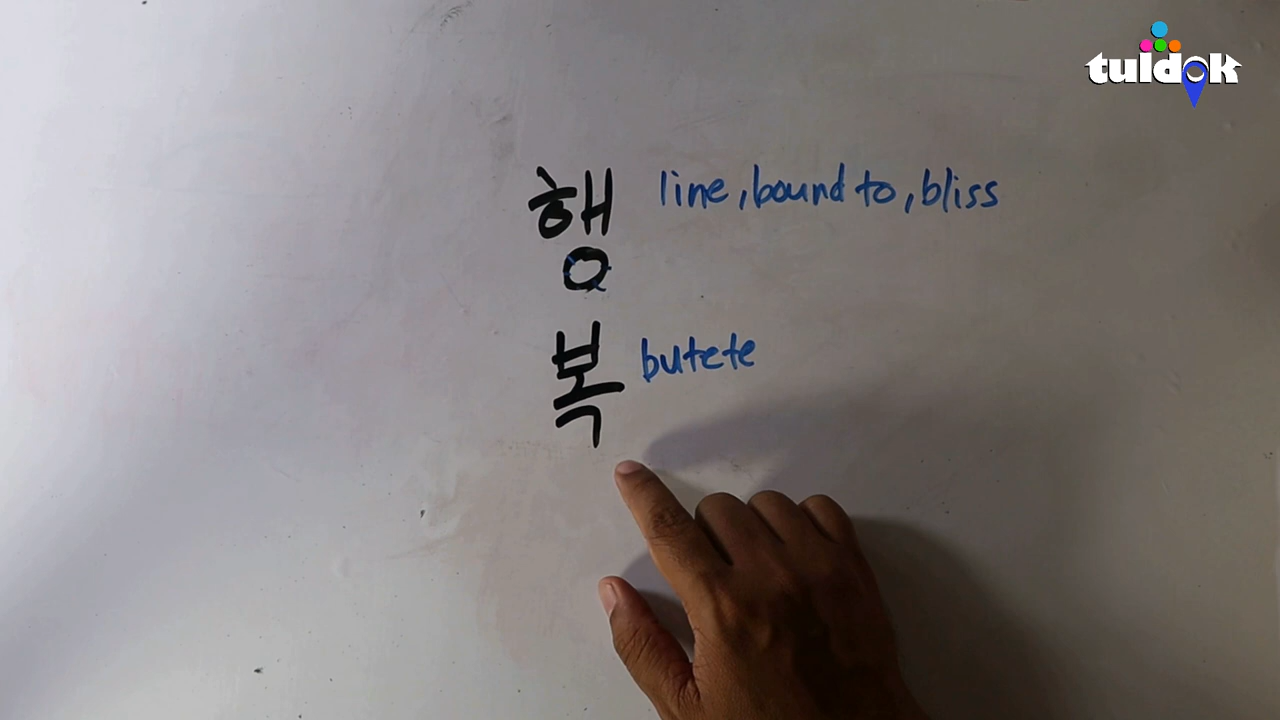 tuldok
행 line, bound to, bliss
복 butete